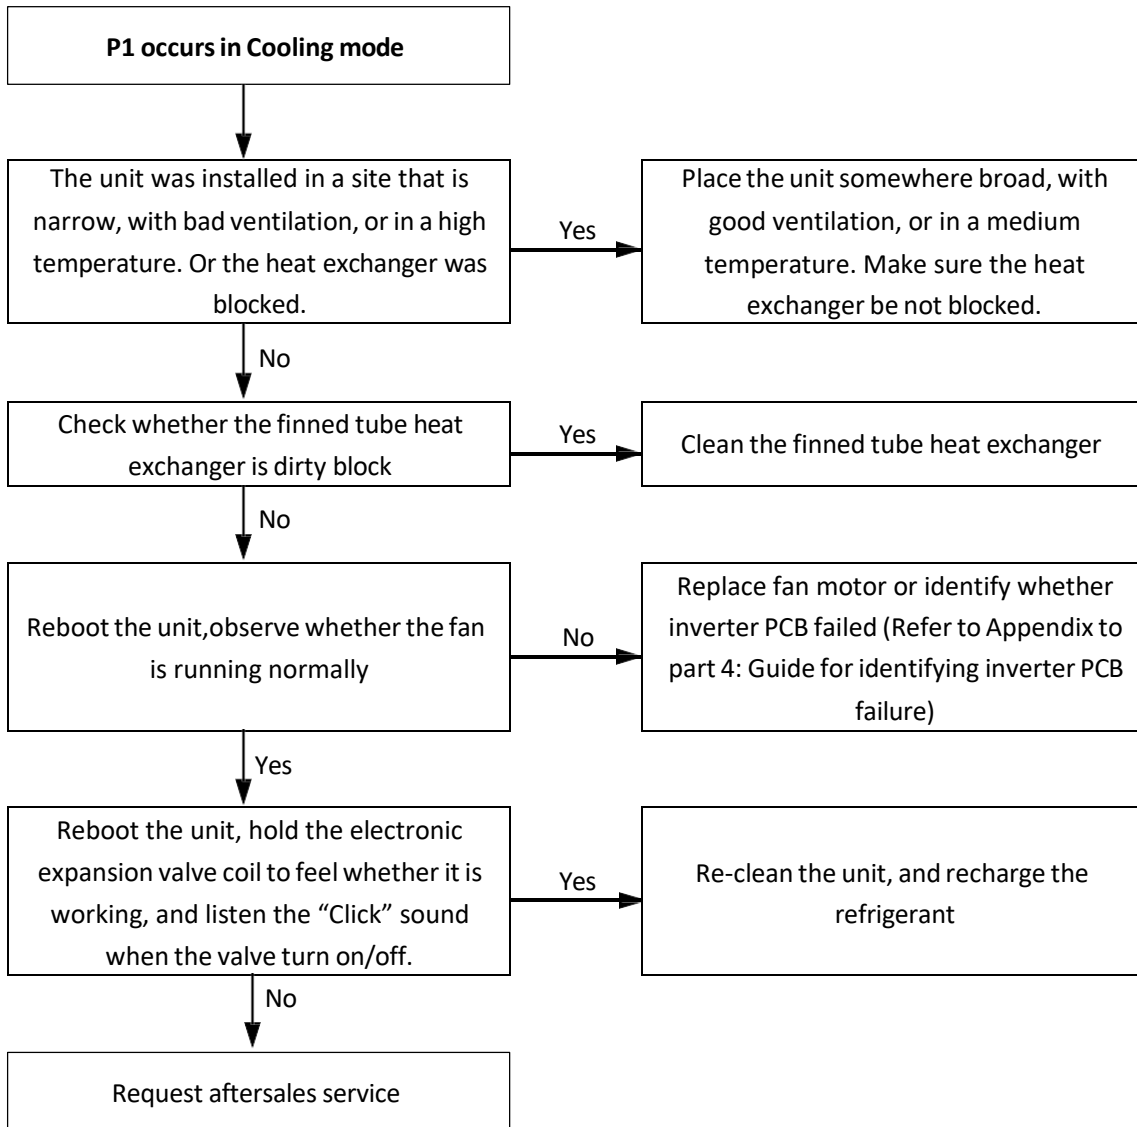 P1 occurs in Cooling mode
The unit was installed in a site that is
narrow, with bad ventilation, or in a high
temperature. Or the heat exchanger was
blocked.
Yes
Place the unit somewhere broad, with
good ventilation, or in a medium
temperature. Make sure the heat
exchanger be not blocked.
No
Check whether the finned tube heat
exchanger is dirty block
Yes
Clean the finned tube heat exchanger
No
Reboot the unit,observe whether the fan
is running normally
No
Replace fan motor or identify whether
inverter PCB failed (Refer to Appendix to
part 4: Guide for identifying inverter PCB
failure)
Yes
Reboot the unit, hold the electronic
expansion valve coil to feel whether it is
working, and listen the “Click” sound
when the valve turn on/off.
Yes
Re-clean the unit, and recharge the
refrigerant
No
Request aftersales service